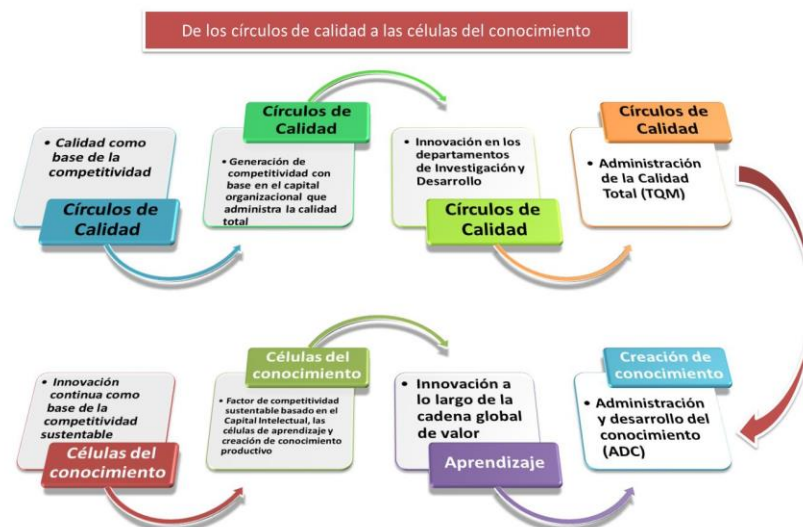 De los círculos de calidad a las células del conocimiento
• Calidad como
base de la
competitividad
Círculos de
Calidad
Círculos de
Calidad
• Generación de
competitividad con
base en el capital
organizacional que
administra la calidad
total
• Innovación en los
departamentos
de Investigación y
Desarrollo
Círculos de
Calidad
Círculos de
Calidad
• Administración
de la Calidad
Total (TQM)
• Innovación
continua como
base de la
competitividad
sustentable
Células del
conocimiento
Células del
conocimiento
• Factor de competitividad
sustentable basado en el
Capital Intelectual, las
células de aprendizaje y
creación de conocimiento
productivo
• Innovación a
lo largo de la
cadena global
de valor
Aprendizaje
Creación de
conocimiento
• Administración
y desarrollo del
conocimiento
(ADC)